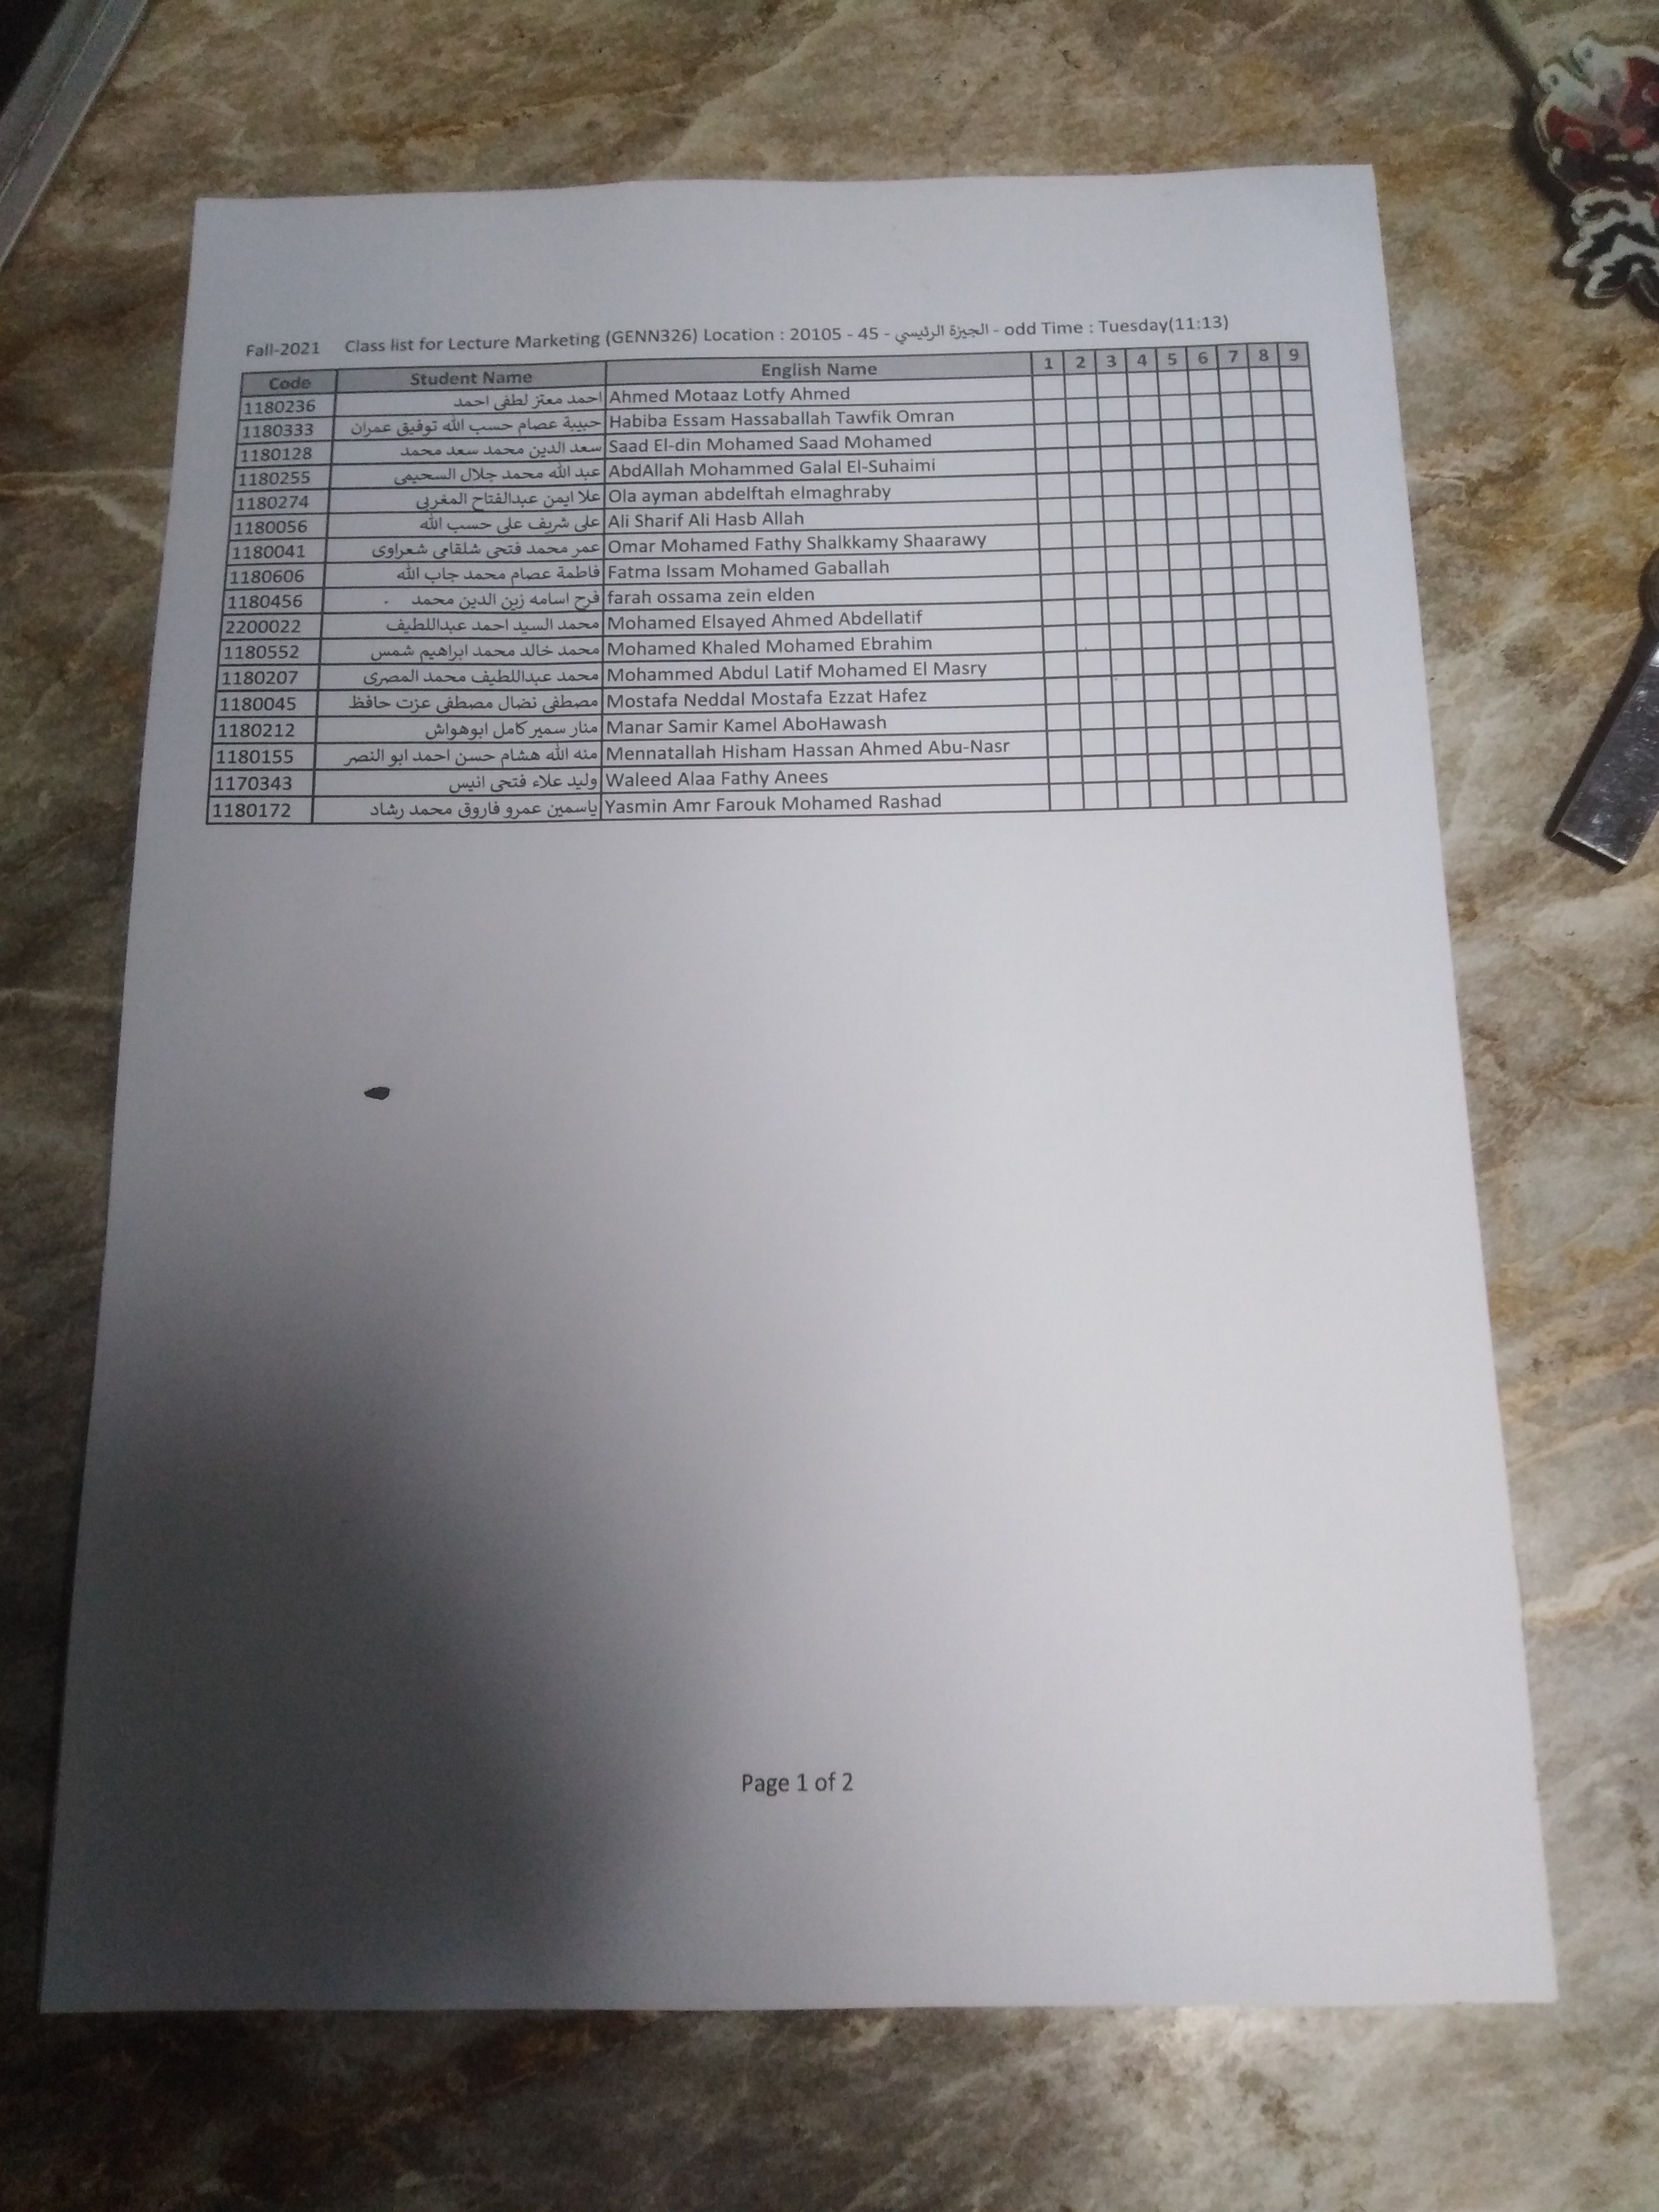 Fall-2021 Class list for Lecture Marketing (GENN326) Location : 20105 - 45 - الجيزة الرئيسي - odd Time : Tuesday(11:13)
Code Student Name English Name 1 2 3 4 5 6 7 8 9
1180236 احمد معتز لطفى احمد Ahmed Motaaz Lotfy Ahmed
1180333 حبيبة عصام حسب الله توفيق عمران Habiba Essam Hassaballah Tawfik Omran
1180128 سعد الدين محمد سعد محمد Saad El-din Mohamed Saad Mohamed
1180255 عبد الله محمد جلال السحيمى AbdAllah Mohammed Galal El-Suhaimi
1180274 علا ايمن عبدالفتاح المغربى Ola ayman abdelftah elmaghraby
1180056 على شريف على حسب الله Ali Sharif Ali Hasb Allah
1180041 عمر محمد فتحى شلقامى شعراوى Omar Mohamed Fathy Shalkkamy Shaarawy
1180606 فاطمة عصام محمد جاب الله Fatma Issam Mohamed Gaballah
1180456 فرح اسامه زين الدين محمد farah ossama zein elden
2200022 محمد السيد احمد عبداللطيف Mohamed Elsayed Ahmed Abdellatif
1180552 محمد خالد محمد ابراهيم شمس Mohamed Khaled Mohamed Ebrahim
1180207 محمد عبداللطيف محمد المصرى Mohammed Abdul Latif Mohamed El Masry
1180045 مصطفى نضال مصطفى عزت حافظ Mostafa Neddal Mostafa Ezzat Hafez
1180212 منار سمير كامل ابوهواش Manar Samir Kamel AboHawash
1180155 منه الله هشام حسن احمد ابو النصر Mennatallah Hisham Hassan Ahmed Abu-Nasr
1170343 وليد علاء فتحى انيس Waleed Alaa Fathy Anees
1180172 ياسمين عمرو فاروق محمد رشاد Yasmin Amr Farouk Mohamed Rashad
Page 1 of 2